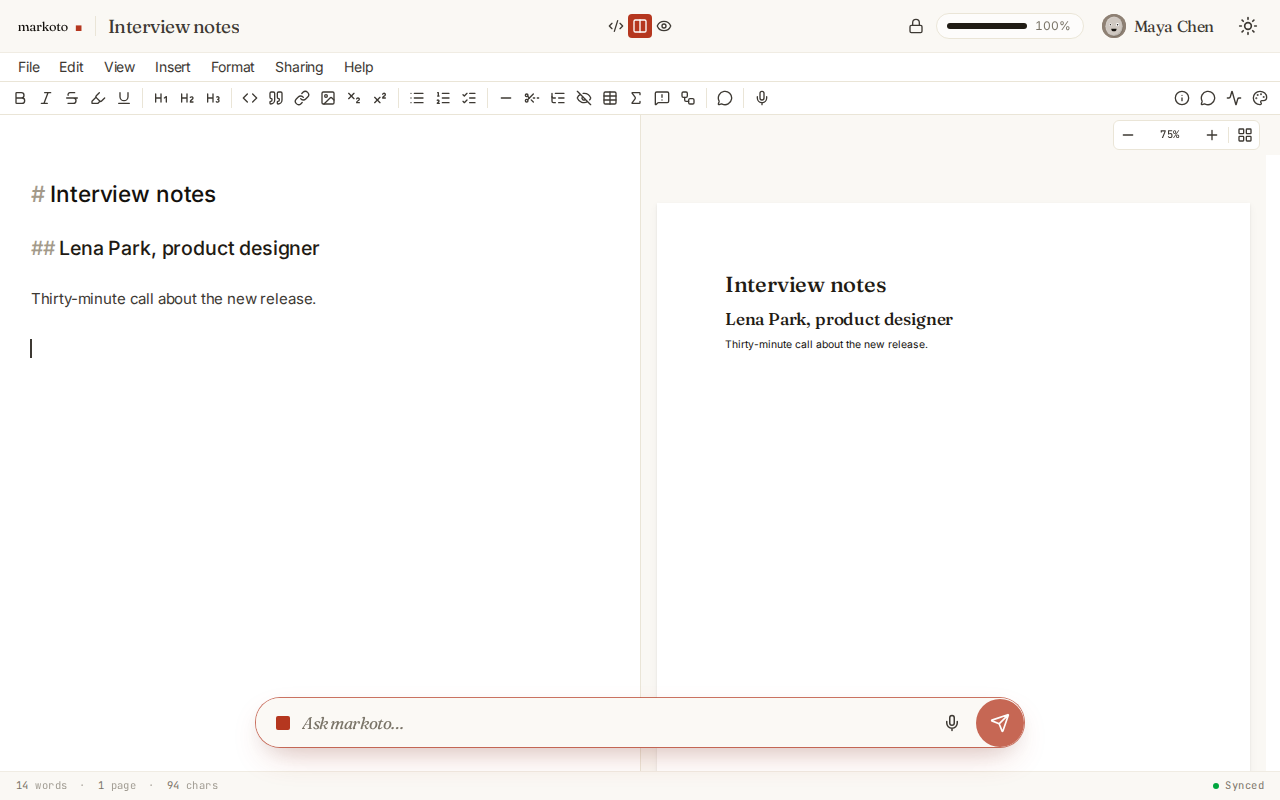 markoto
Interview notes
100%
Maya Chen
File Edit View Insert Format Sharing Help
H1 H2 H3
75%
# Interview notes
## Lena Park, product designer
Thirty-minute call about the new release.
Interview notes
Lena Park, product designer
Thirty-minute call about the new release.
Ask markoto...
14 words · 1 page · 94 chars
Synced